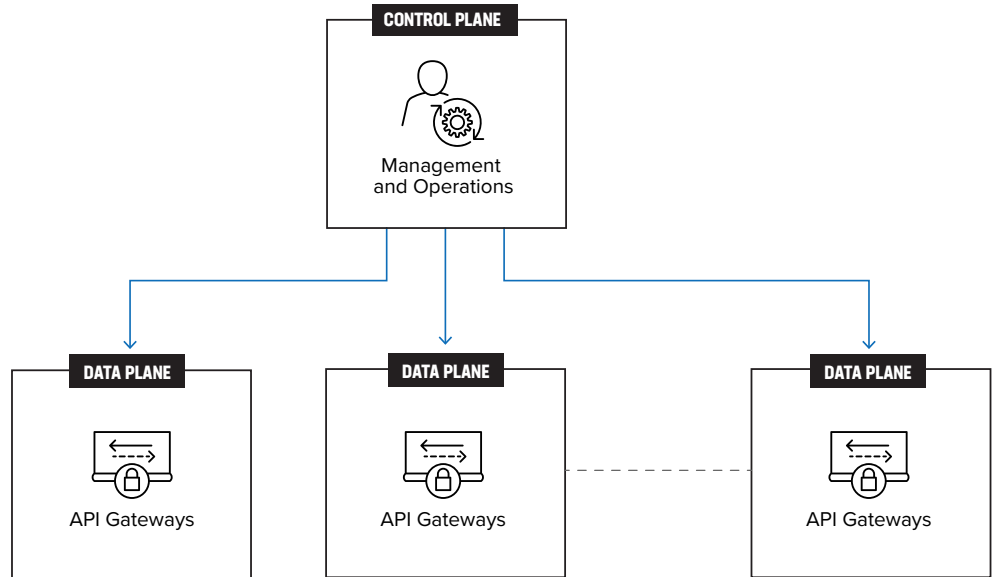 CONTROL PLANE
Management
and Operations
DATA PLANE
API Gateways
DATA PLANE
API Gateways
DATA PLANE
API Gateways